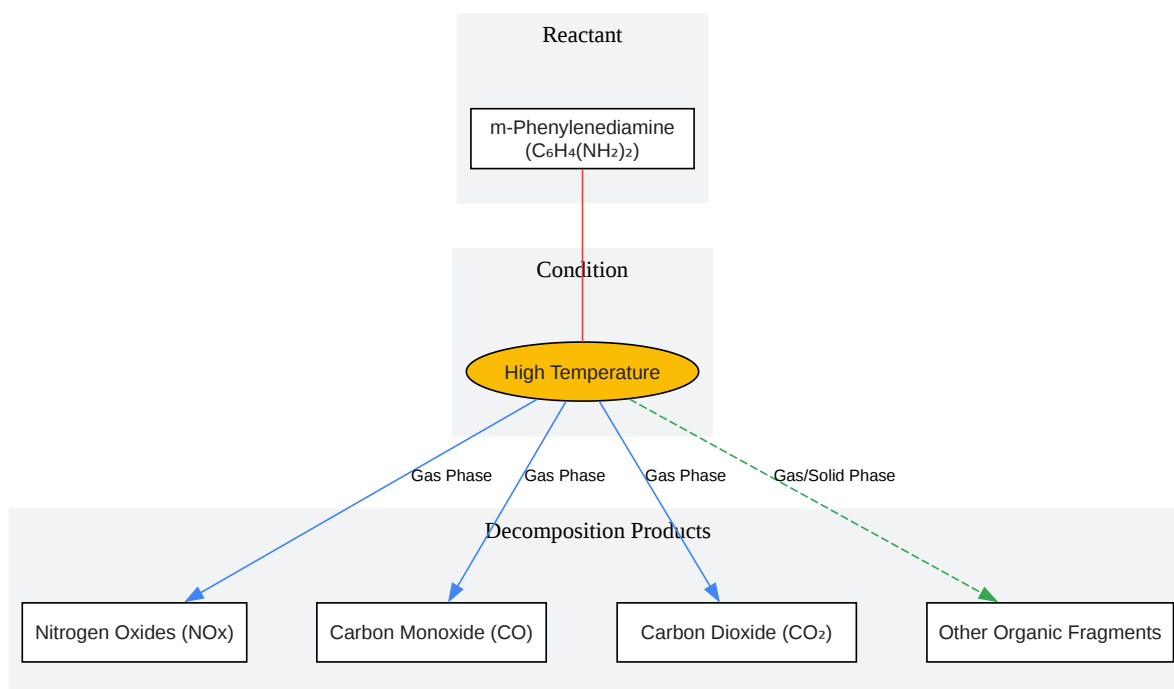 Reactant
m-Phenylenediamine
(C₆H₄(NH₂)₂)
Condition
High Temperature
Gas Phase
Gas Phase
Gas Phase
Gas/Solid Phase
Decomposition Products
Nitrogen Oxides (NOx)
Carbon Monoxide (CO)
Carbon Dioxide (CO₂)
Other Organic Fragments